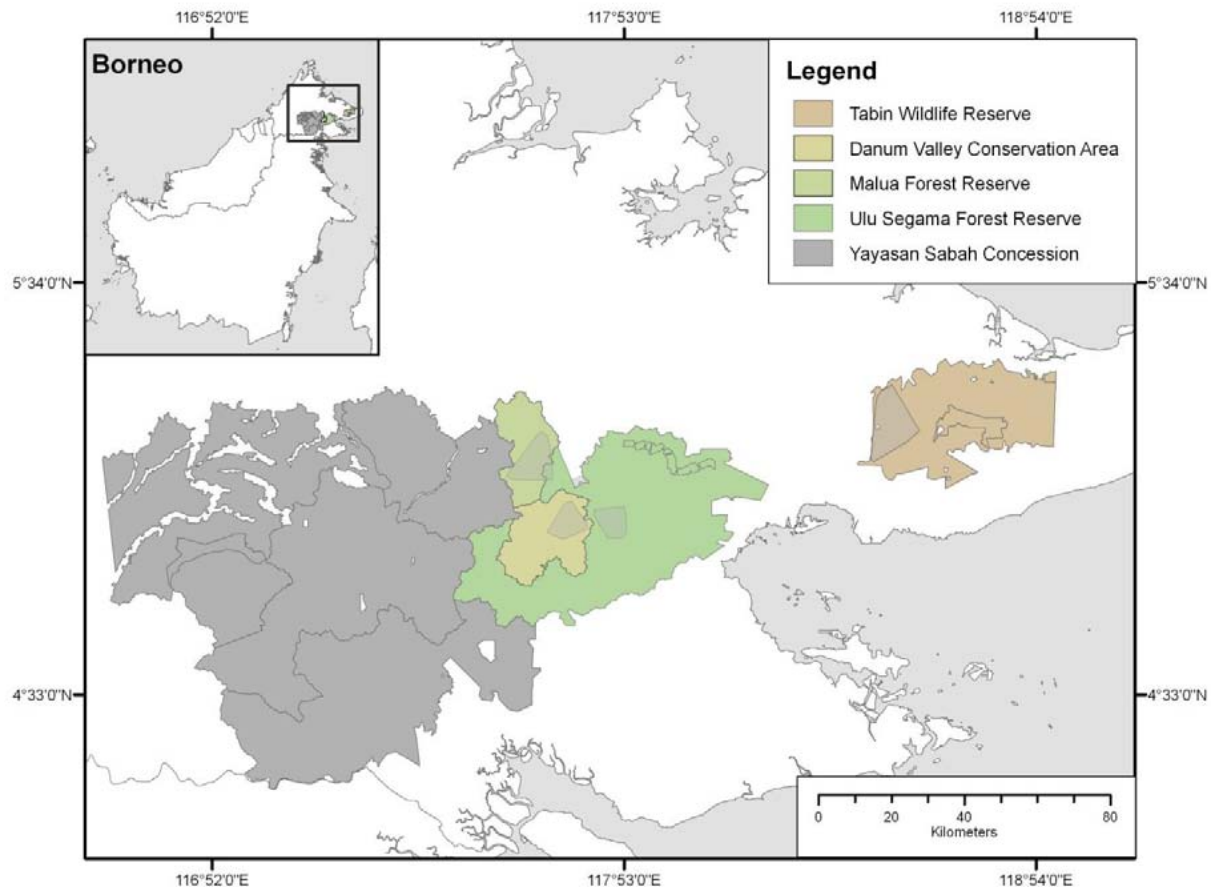 116°52'0"E 117°53'0"E 118°54'0"E
Borneo
Legend
Tabin Wildlife Reserve
Danum Valley Conservation Area
Malua Forest Reserve
Ulu Segama Forest Reserve
Yayasan Sabah Concession
5°34'0"N 5°34'0"N
4°33'0"N 4°33'0"N
0 20 40 60 80
Kilometers
116°52'0"E 117°53'0"E 118°54'0"E